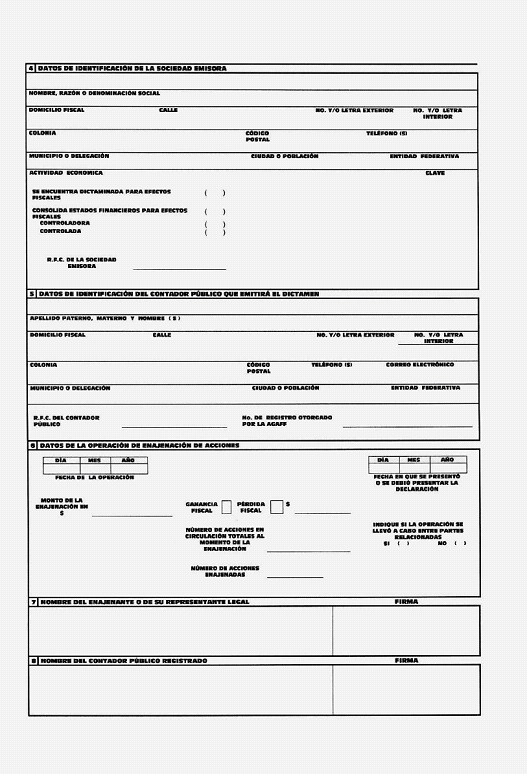 4 DATOS DE IDENTIFICACIÓN DE LA SOCIEDAD EMISORA
NOMBRE, RAZÓN O DENOMINACIÓN SOCIAL
DOMICILIO FISCAL CALLE NO. Y/O LETRA EXTERIOR NO. Y/O LETRA
INTERIOR
COLONIA CÓDIGO TELÉFONO (S)
POSTAL
MUNICIPIO O DELEGACIÓN CIUDAD O POBLACIÓN ENTIDAD FEDERATIVA
ACTIVIDAD ECONOMICA CLAVE
SE ENCUENTRA DICTAMINADA PARA EFECTOS ( )
FISCALES
CONSOLIDA ESTADOS FINANCIEROS PARA EFECTOS ( )
FISCALES
CONTROLADORA ( )
CONTROLADA ( )
R.F.C. DE LA SOCIEDAD
EMISORA
5 DATOS DE IDENTIFICACIÓN DEL CONTADOR PÚBLICO QUE EMITIRÁ EL DICTAMEN
APELLIDO PATERNO, MATERNO Y NOMBRE (S)
DOMICILIO FISCAL CALLE NO. Y/O LETRA EXTERIOR NO. Y/O LETRA
INTERIOR
COLONIA CÓDIGO TELÉFONO (S) CORREO ELECTRÓNICO
POSTAL
MUNICIPIO O DELEGACIÓN CIUDAD O POBLACIÓN ENTIDAD FEDERATIVA
R.F.C. DEL CONTADOR No. DE REGISTRO OTORGADO
PÚBLICO POR LA AGAFF
6 DATOS DE LA OPERACIÓN DE ENAJENACIÓN DE ACCIONES
DÍA MES AÑO DÍA MES AÑO
FECHA DE LA OPERACIÓN FECHA EN QUE SE PRESENTÓ
O SE DEBIÓ PRESENTAR LA
DECLARACIÓN
MONTO DE LA
ENAJENACIÓN EN
$
GANANCIA PÉRDIDA $
FISCAL FISCAL
NÚMERO DE ACCIONES EN
CIRCULACIÓN TOTALES AL
MOMENTO DE LA
ENAJENACIÓN
INDIQUE SI LA OPERACIÓN SE
LLEVÓ A CABO ENTRE PARTES
RELACIONADAS
SI ( ) NO ( )
NÚMERO DE ACCIONES
ENAJENADAS
7 NOMBRE DEL ENAJENANTE O DE SU REPRESENTANTE LEGAL FIRMA
8 NOMBRE DEL CONTADOR PÚBLICO REGISTRADO FIRMA